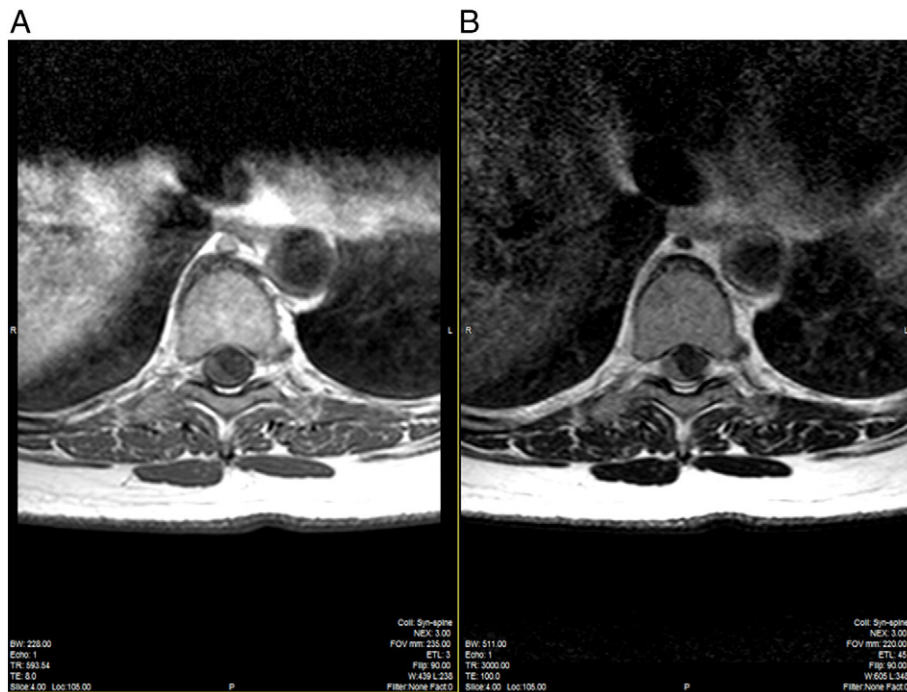 A
B
R
L
R
L
BW: 228.00
Echo: 1
TR: 593.54
TE: 8.0
Slice: 4.00 Loc:105.00
P
Coil: Syn-spine
NEX: 3.00
FOV mm: 235.00
ETL: 3
Flip: 90.00
W:439 L:238
Filter:None Fact:0
BW: 511.00
Echo: 1
TR: 3000.00
TE: 100.0
Slice: 4.00 Loc:105.00
P
Coil: Syn-spine
NEX: 3.00
FOV mm: 220.00
ETL: 45
Flip: 90.00
W:605 L:348
Filter:None Fact:0